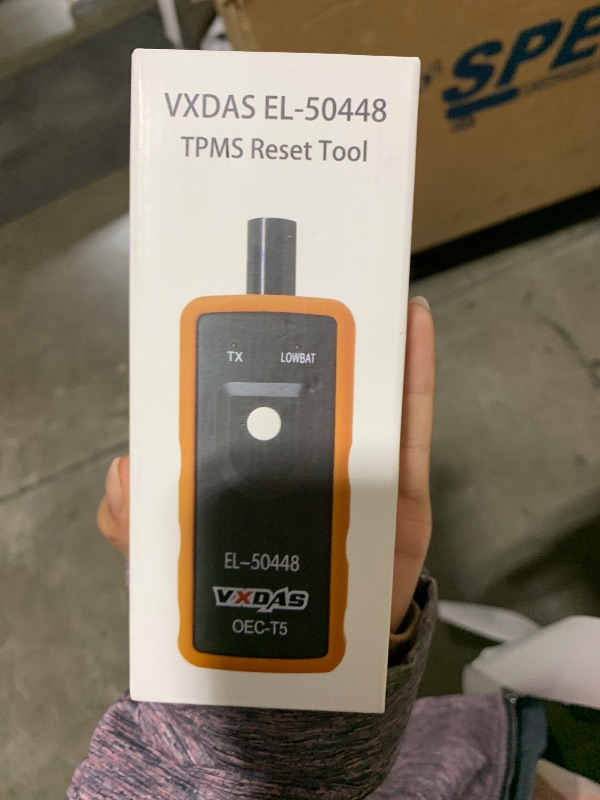 VXDAS EL-50448
TPMS Reset Tool
TX LOWBAT
EL-50448
VXDAS
OEC-T5
SPE